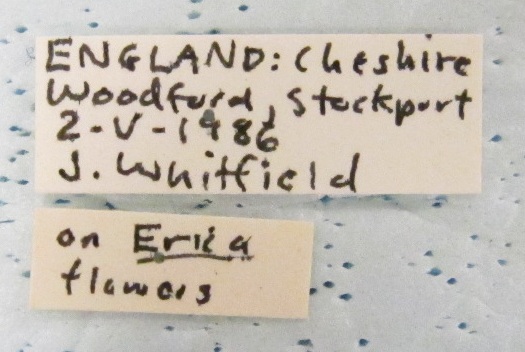 ENGLAND: Cheshire
Woodford, Stockport
2-V-1986
J. Whitfield
on Erica
flowers